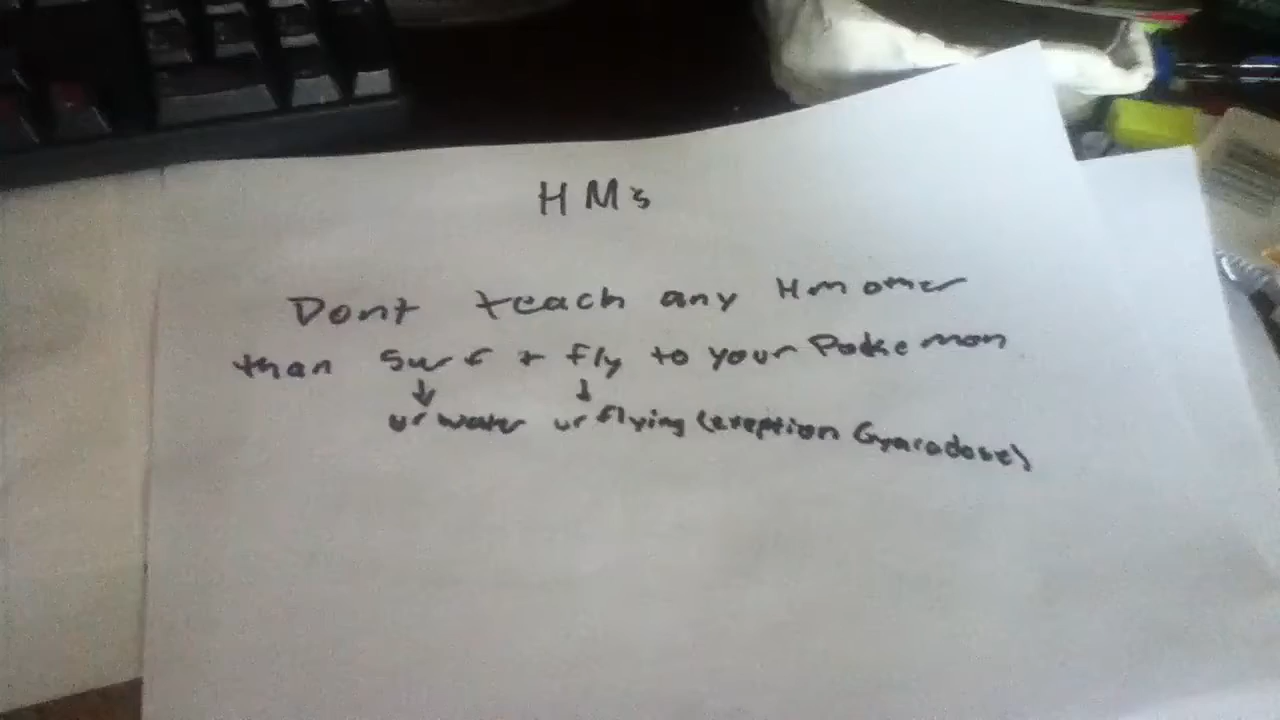 HMs
Dont teach any Hm other
than Surf + fly to your Pokemon
ur water ur flying (exeption Gyaradose)